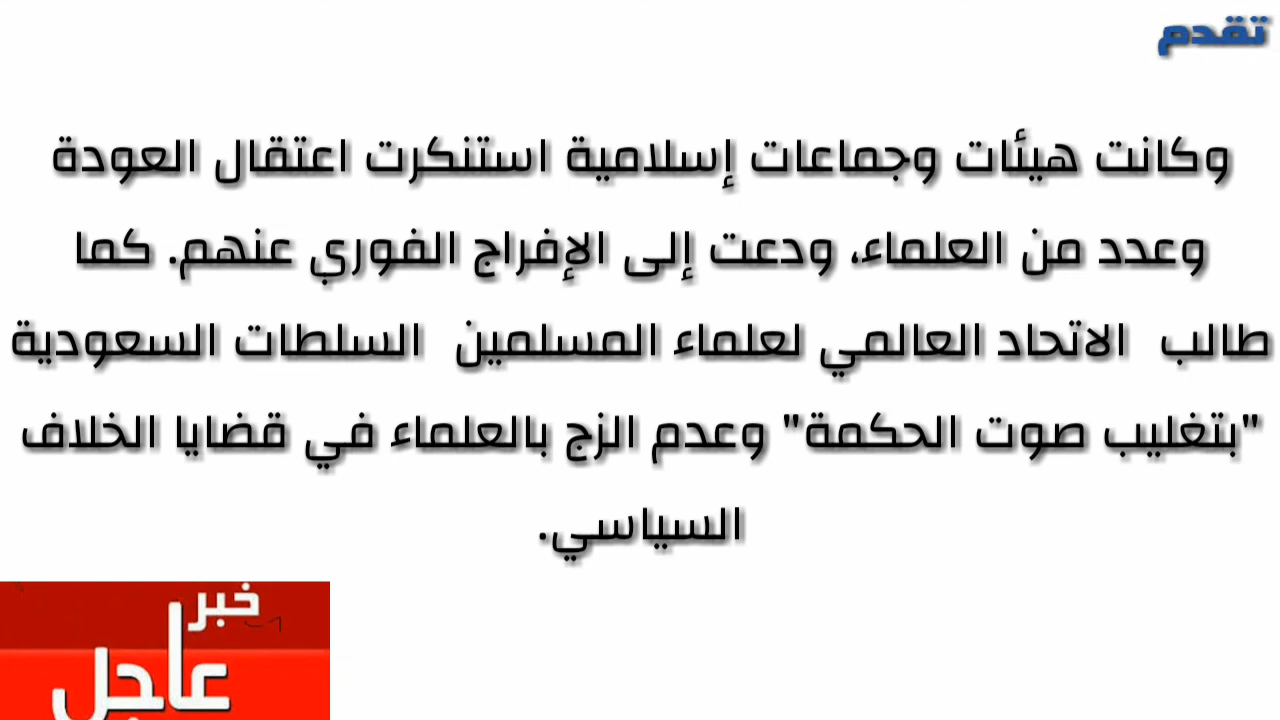 تقدم
وكانت هيئات وجماعات إسلامية استنكرت اعتقال العودة
وعدد من العلماء، ودعت إلى الإفراج الفوري عنهم. كما
طالب الاتحاد العالمي لعلماء المسلمين السلطات السعودية
"بتغليب صوت الحكمة" وعدم الزج بالعلماء في قضايا الخلاف
السياسي.
خبر
عاجل